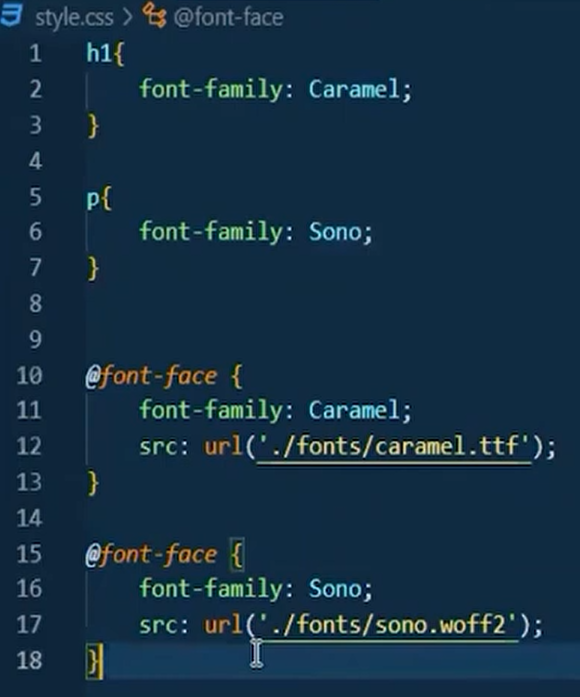 style.css > @font-face
1 h1{
2 font-family: Caramel;
3 }
4
5 p{
6 font-family: Sono;
7 }
8
9
10 @font-face {
11 font-family: Caramel;
12 src: url('./fonts/caramel.ttf');
13 }
14
15 @font-face {
16 font-family: Sono;
17 src: url('./fonts/sono.woff2');
18 }